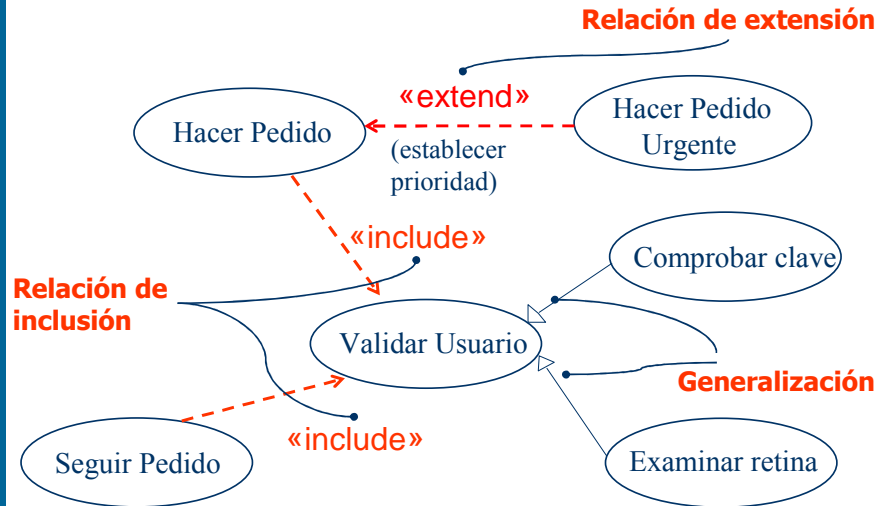 Relación de extensión
«extend»
Hacer Pedido
Hacer Pedido
Urgente
(establecer
prioridad)
«include»
Comprobar clave
Relación de
inclusión
Validar Usuario
Generalización
«include»
Seguir Pedido
Examinar retina